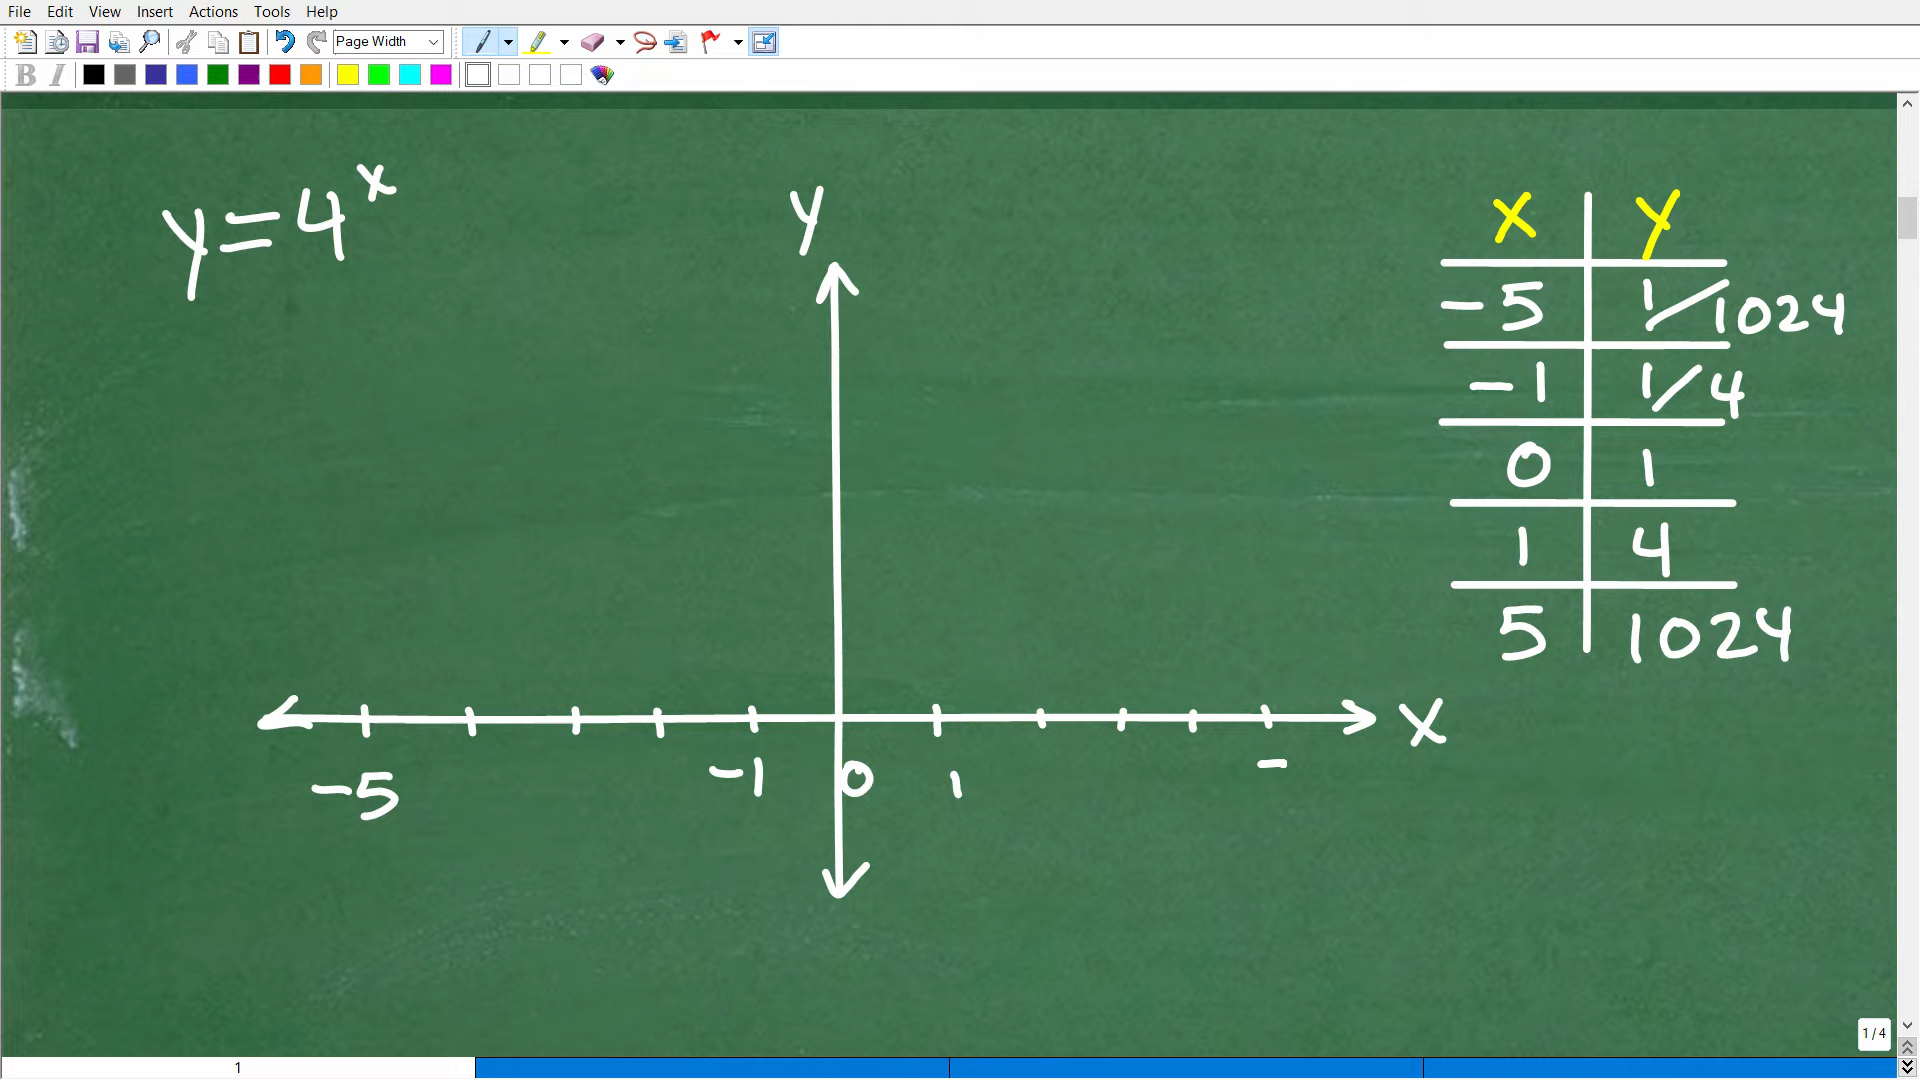 File Edit View Insert Actions Tools Help
Page Width
B I
y=4^x
y
x y
-5 1/1024
-1 1/4
0 1
1 4
5 1024
x
-5 -1 0 1 -
1 / 4
1